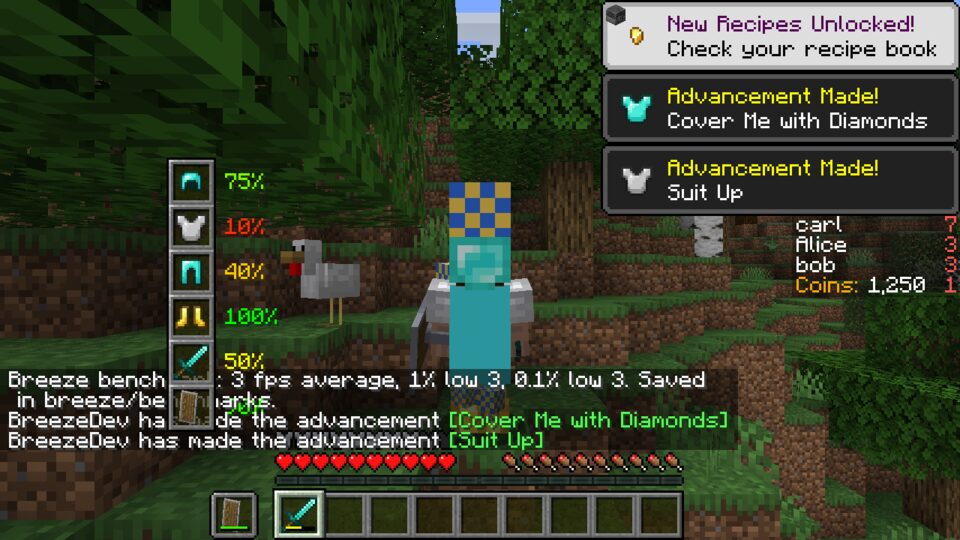 New Recipes Unlocked!
Check your recipe book
Advancement Made!
Cover Me with Diamonds
Advancement Made!
Suit Up
75%
10%
40%
100%
50%
carl 7
Alice 3
bob 3
Coins: 1,250 1
Breeze bench : 3 fps average, 1% low 3, 0.1% low 3. Saved
in breeze/be marks.
BreezeDev ha de the advancement [Cover Me with Diamonds]
BreezeDev has made the advancement [Suit Up]